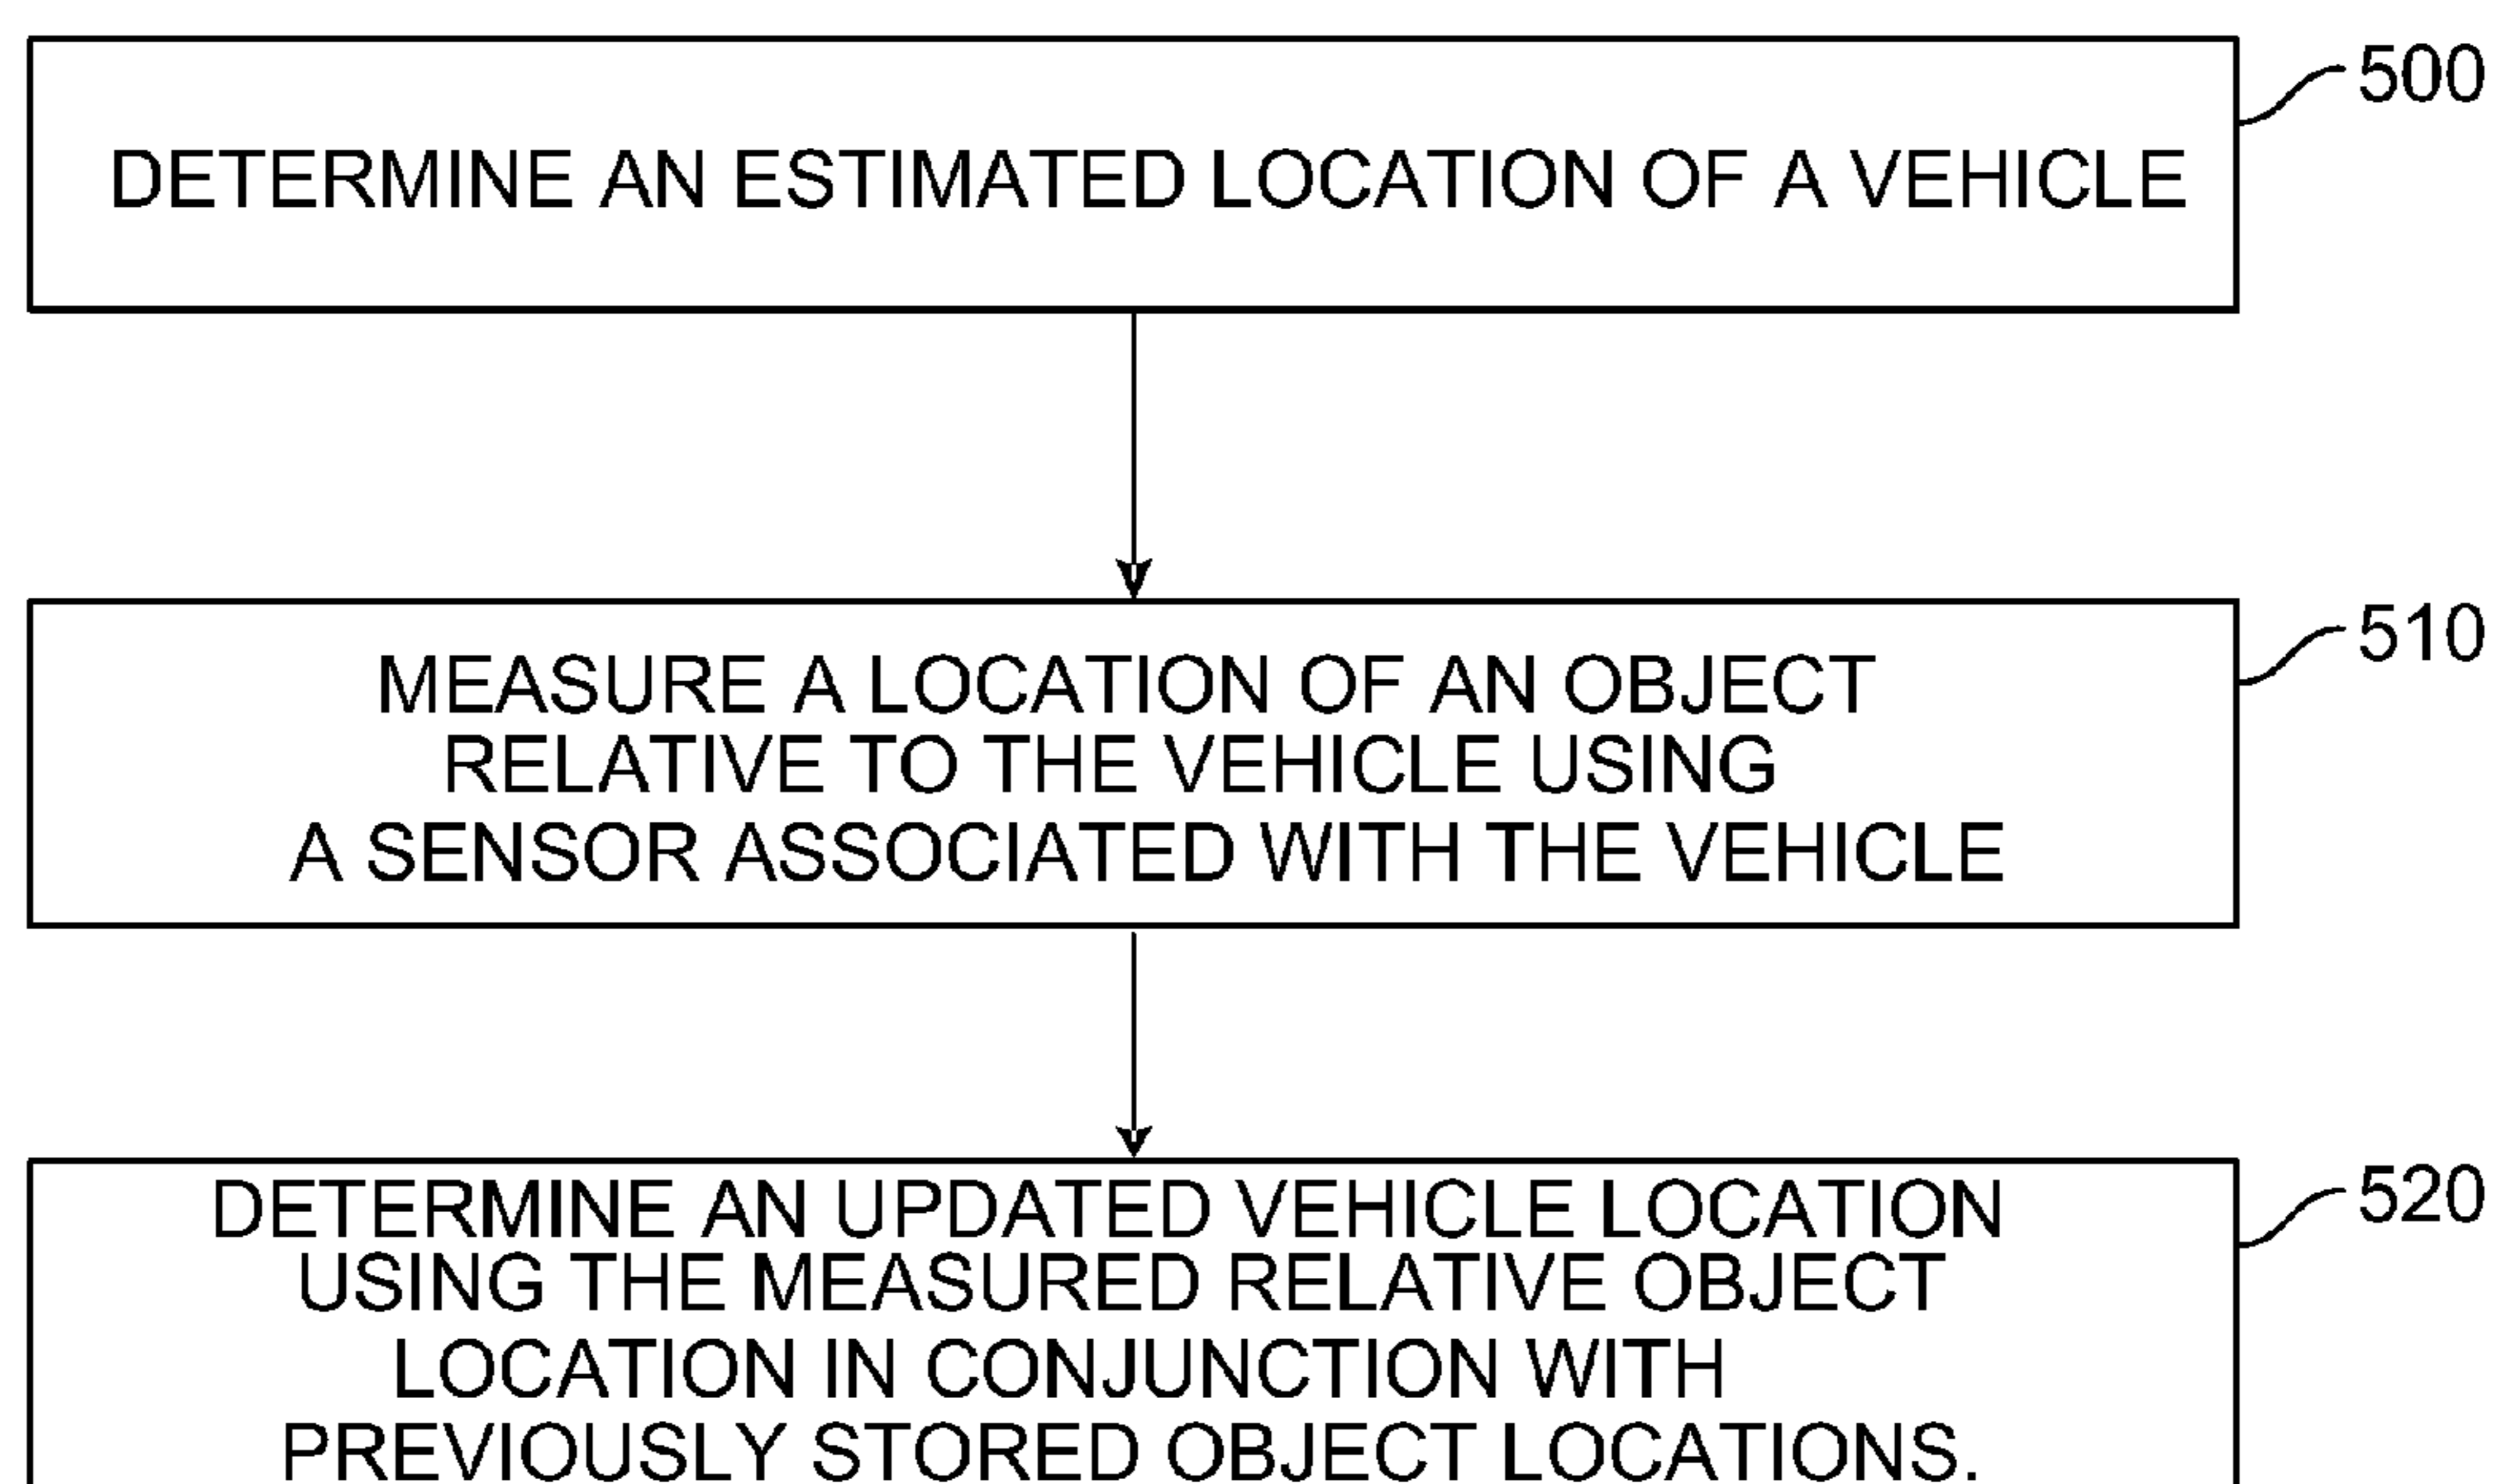 500
DETERMINE AN ESTIMATED LOCATION OF A VEHICLE
510
MEASURE A LOCATION OF AN OBJECT
RELATIVE TO THE VEHICLE USING
A SENSOR ASSOCIATED WITH THE VEHICLE
520
DETERMINE AN UPDATED VEHICLE LOCATION
USING THE MEASURED RELATIVE OBJECT
LOCATION IN CONJUNCTION WITH
PREVIOUSLY STORED OBJECT LOCATIONS.